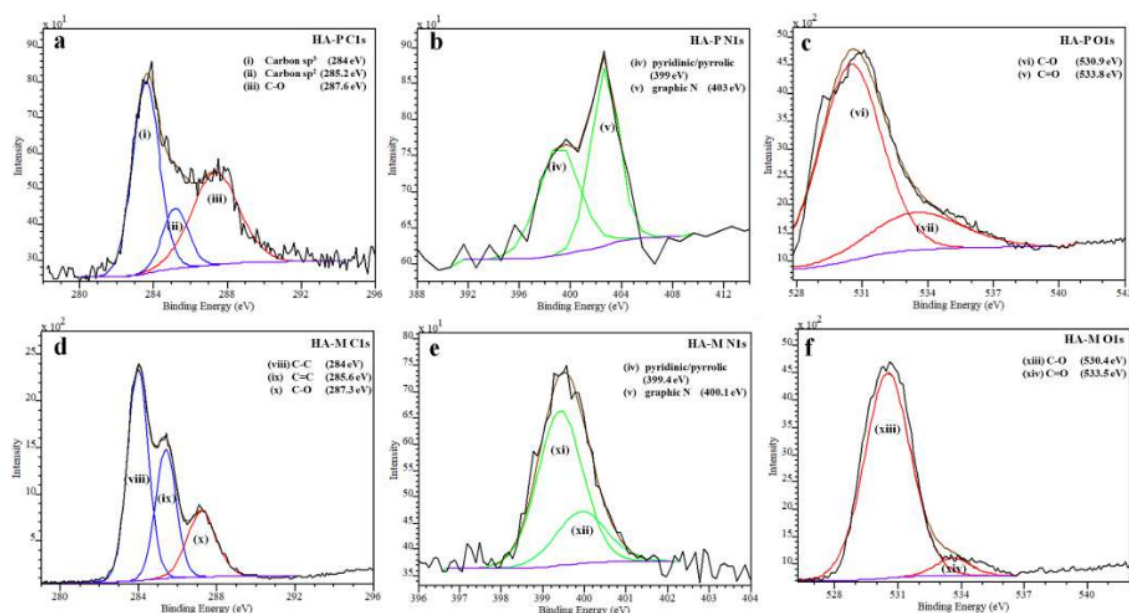 x 10¹
a
HA-P C1s
(i) Carbon sp³ (284 eV)
(ii) Carbon sp² (285.2 eV)
(iii) C-O (287.6 eV)
(i)
(ii)
(iii)
Intensity
90
80
70
60
50
40
30
280 284 288 292 296
Binding Energy (eV)
x 10¹
b
HA-P N1s
(iv) pyridinic/pyrrolic
(399 eV)
(v) graphic N (403 eV)
(iv)
(v)
Intensity
90
85
80
75
70
65
60
388 392 396 400 404 408 412
Binding Energy (eV)
x 10²
c
HA-P O1s
(vi) C-O (530.9 eV)
(v) C=O (533.8 eV)
(vi)
(vii)
Intensity
50
45
40
35
30
25
20
15
10
528 531 534 537 540 543
Binding Energy (eV)
x 10²
d
HA-M C1s
(viii) C-C (284 eV)
(ix) C=C (285.6 eV)
(x) C-O (287.3 eV)
(viii)
(ix)
(x)
Intensity
250
200
150
100
50
280 284 288 292 296
Binding Energy (eV)
x 10¹
e
HA-M N1s
(iv) pyridinic/pyrrolic
(399.4 eV)
(v) graphic N (400.1 eV)
(xi)
(xii)
Intensity
80
75
70
65
60
55
50
45
40
35
396 397 398 399 400 401 402 403 404
Binding Energy (eV)
x 10²
f
HA-M O1s
(xiii) C-O (530.4 eV)
(xiv) C=O (533.5 eV)
(xiii)
(xiv)
Intensity
50
45
40
35
30
25
20
15
10
528 531 534 537 540
Binding Energy (eV)